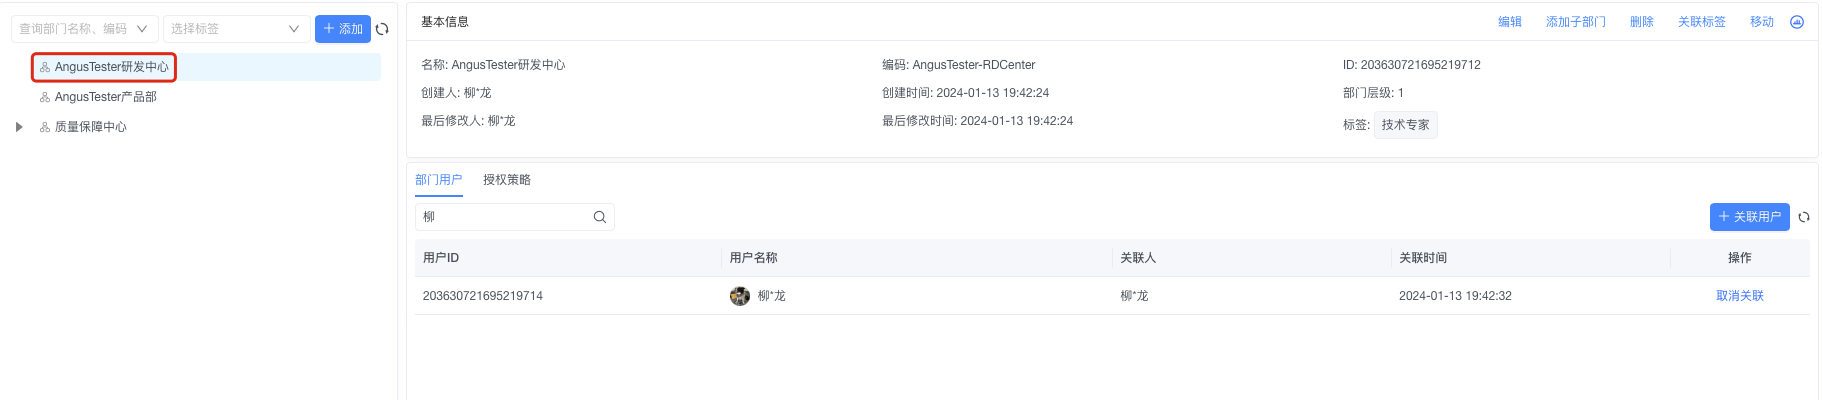 查询部门名称、编码 选择标签 添加
AngusTester研发中心
AngusTester产品部
质量保障中心
基本信息 编辑 添加子部门 删除 关联标签 移动
名称: AngusTester研发中心 编码: AngusTester-RDCenter ID: 203630721695219712
创建人: 柳*龙 创建时间: 2024-01-13 19:42:24 部门层级: 1
最后修改人: 柳*龙 最后修改时间: 2024-01-13 19:42:24 标签: 技术专家
部门用户 授权策略
柳 关联用户
用户ID 用户名称 关联人 关联时间 操作
203630721695219714 柳*龙 柳*龙 2024-01-13 19:42:32 取消关联